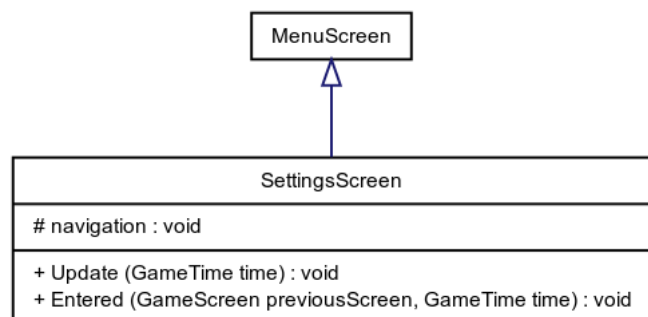 MenuScreen
SettingsScreen
# navigation : void
+ Update (GameTime time) : void
+ Entered (GameScreen previousScreen, GameTime time) : void